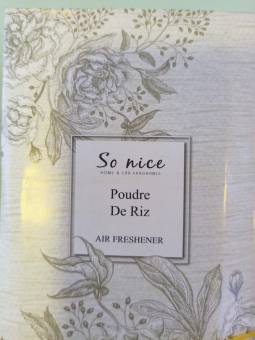 So nice
HOME & CAR FRAGRANCE
Poudre
De Riz
AIR FRESHENER